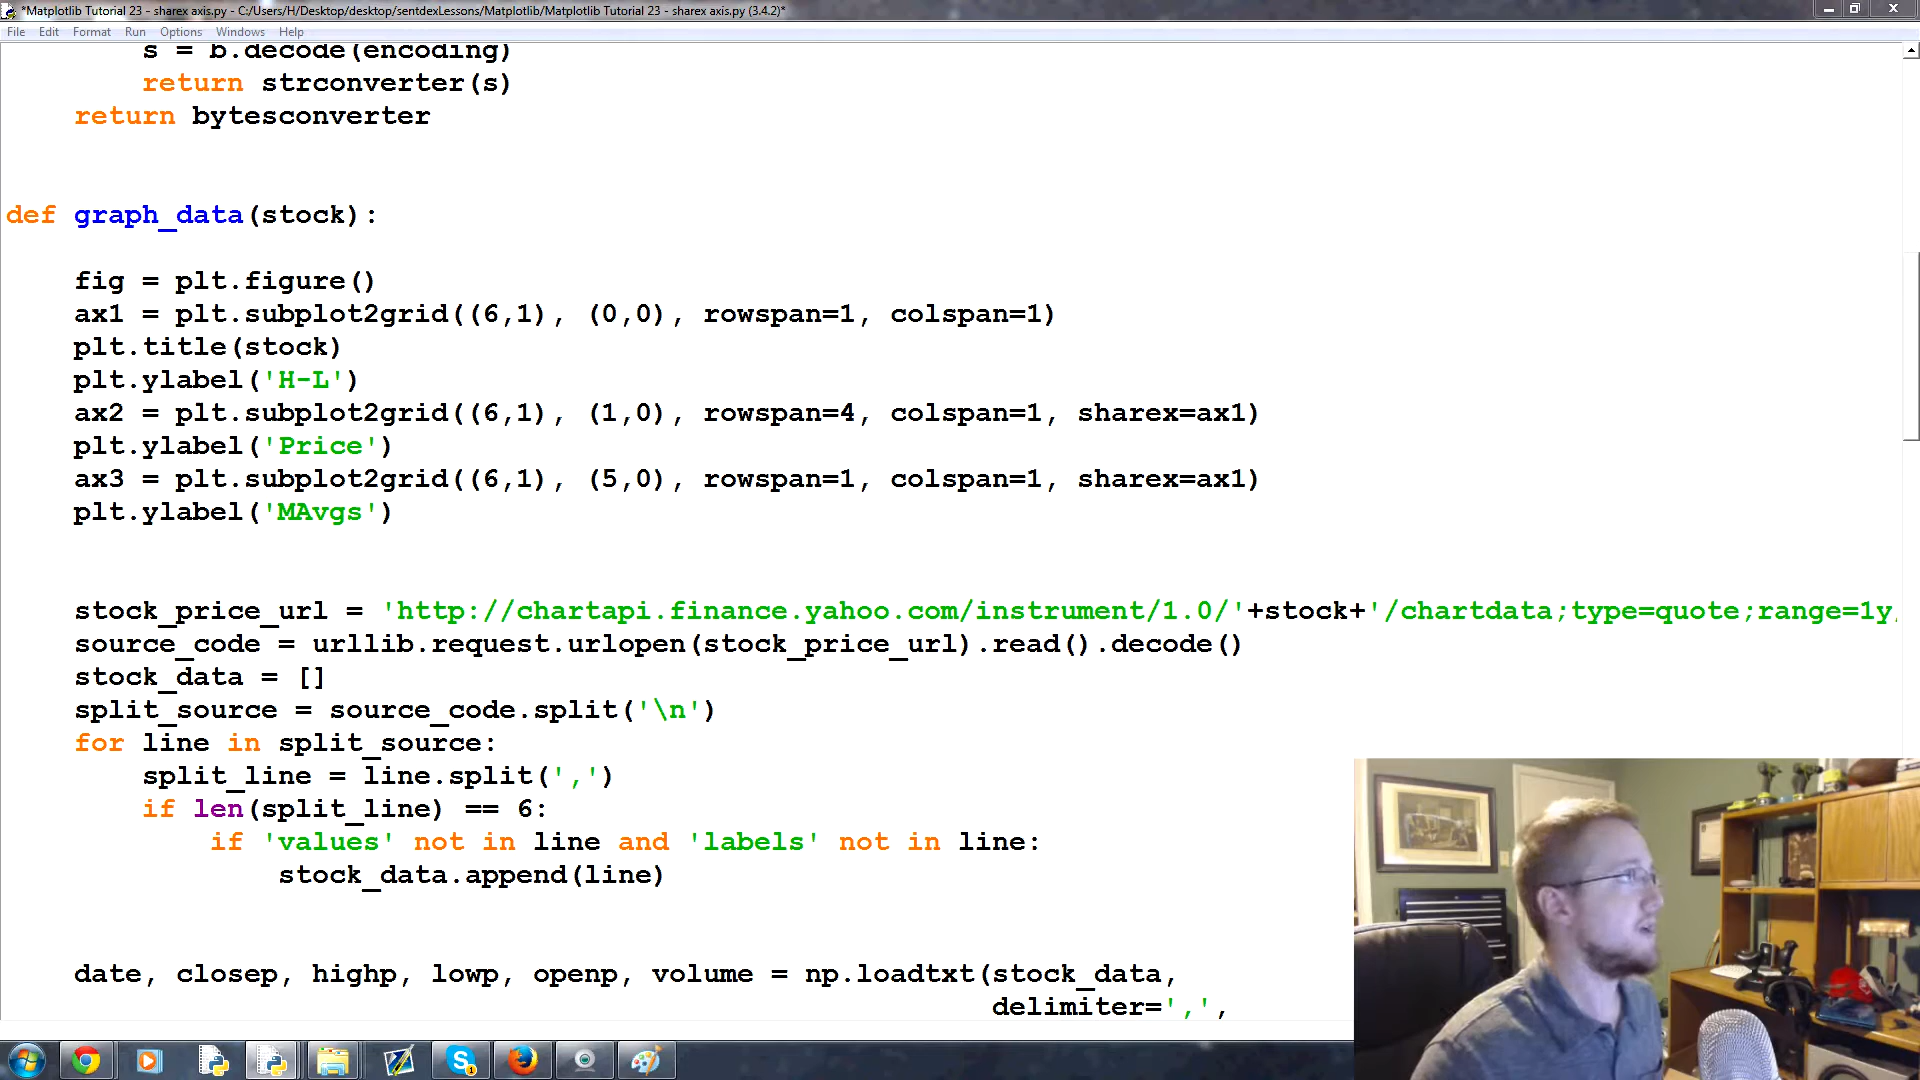 *Matplotlib Tutorial 23 - sharex axis.py - C:/Users/H/Desktop/desktop/sentdexLessons/Matplotlib/Matplotlib Tutorial 23 - sharex axis.py (3.4.2)*
File Edit Format Run Options Windows Help
s = b.decode(encoding)
return strconverter(s)
return bytesconverter
def graph_data(stock):
fig = plt.figure()
ax1 = plt.subplot2grid((6,1), (0,0), rowspan=1, colspan=1)
plt.title(stock)
plt.ylabel('H-L')
ax2 = plt.subplot2grid((6,1), (1,0), rowspan=4, colspan=1, sharex=ax1)
plt.ylabel('Price')
ax3 = plt.subplot2grid((6,1), (5,0), rowspan=1, colspan=1, sharex=ax1)
plt.ylabel('MAvgs')
stock_price_url = 'http://chartapi.finance.yahoo.com/instrument/1.0/'+stock+'/chartdata;type=quote;range=1y/
source_code = urllib.request.urlopen(stock_price_url).read().decode()
stock_data = []
split_source = source_code.split('\n')
for line in split_source:
split_line = line.split(',')
if len(split_line) == 6:
if 'values' not in line and 'labels' not in line:
stock_data.append(line)
date, closep, highp, lowp, openp, volume = np.loadtxt(stock_data,
delimiter=',',